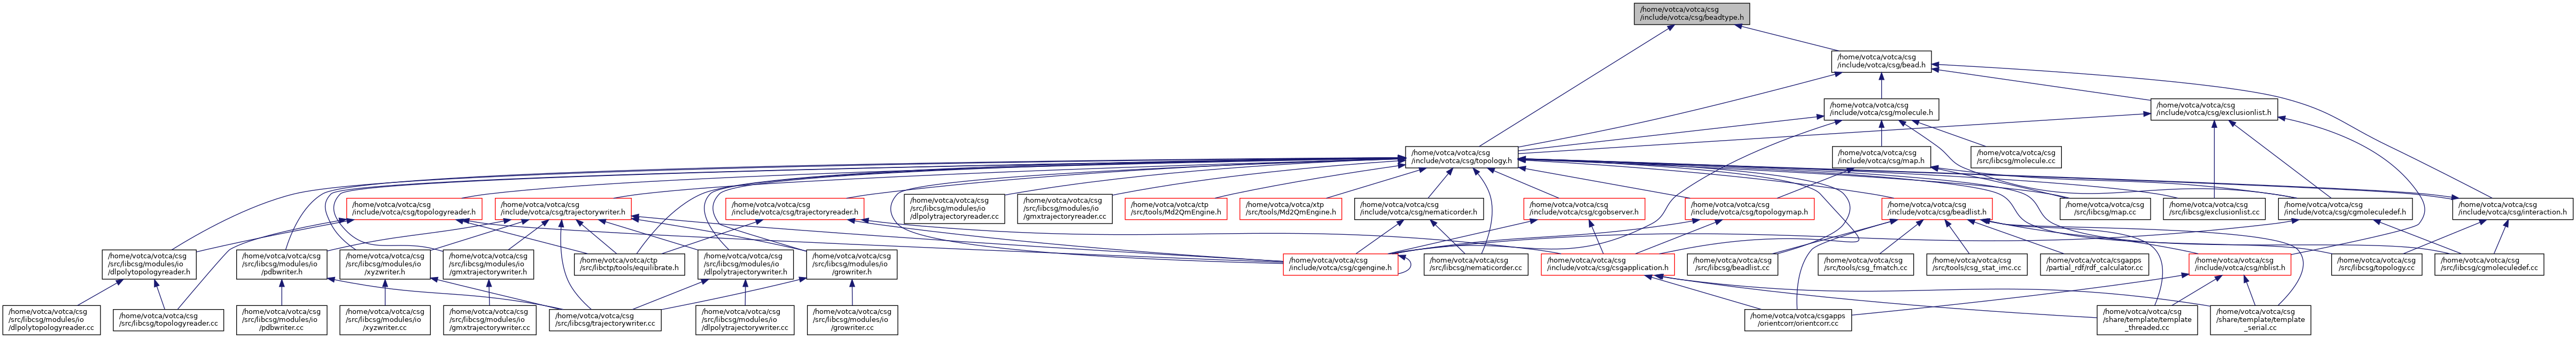 /home/votca/votca/csg
/include/votca/csg/beadtype.h
/home/votca/votca/csg
/include/votca/csg/bead.h
/home/votca/votca/csg
/include/votca/csg/molecule.h
/home/votca/votca/csg
/include/votca/csg/exclusionlist.h
/home/votca/votca/csg
/include/votca/csg/topology.h
/home/votca/votca/csg
/include/votca/csg/map.h
/home/votca/votca/csg
/src/libcsg/molecule.cc
/home/votca/votca/csg
/include/votca/csg/topologyreader.h
/home/votca/votca/csg
/include/votca/csg/trajectorywriter.h
/home/votca/votca/csg
/include/votca/csg/trajectoryreader.h
/home/votca/votca/csg
/src/libcsg/modules/io
/dlpolytrajectoryreader.cc
/home/votca/votca/csg
/src/libcsg/modules/io
/gmxtrajectoryreader.cc
/home/votca/votca/ctp
/src/tools/Md2QmEngine.h
/home/votca/votca/xtp
/src/tools/Md2QmEngine.h
/home/votca/votca/csg
/include/votca/csg/nematicorder.h
/home/votca/votca/csg
/include/votca/csg/cgobserver.h
/home/votca/votca/csg
/include/votca/csg/topologymap.h
/home/votca/votca/csg
/include/votca/csg/beadlist.h
/home/votca/votca/csg
/src/libcsg/map.cc
/home/votca/votca/csg
/src/libcsg/exclusionlist.cc
/home/votca/votca/csg
/include/votca/csg/cgmoleculedef.h
/home/votca/votca/csg
/include/votca/csg/interaction.h
/home/votca/votca/csg
/src/libcsg/modules/io
/dlpolytopologyreader.h
/home/votca/votca/csg
/src/libcsg/modules/io
/pdbwriter.h
/home/votca/votca/csg
/src/libcsg/modules/io
/xyzwriter.h
/home/votca/votca/csg
/src/libcsg/modules/io
/gmxtrajectorywriter.h
/home/votca/votca/ctp
/src/libctp/tools/equilibrate.h
/home/votca/votca/csg
/src/libcsg/modules/io
/dlpolytrajectorywriter.h
/home/votca/votca/csg
/src/libcsg/modules/io
/growriter.h
/home/votca/votca/csg
/include/votca/csg/cgengine.h
/home/votca/votca/csg
/src/libcsg/nematicorder.cc
/home/votca/votca/csg
/include/votca/csg/csgapplication.h
/home/votca/votca/csg
/src/libcsg/beadlist.cc
/home/votca/votca/csg
/src/tools/csg_fmatch.cc
/home/votca/votca/csg
/src/tools/csg_stat_imc.cc
/home/votca/votca/csgapps
/partial_rdf/rdf_calculator.cc
/home/votca/votca/csg
/include/votca/csg/nblist.h
/home/votca/votca/csg
/src/libcsg/topology.cc
/home/votca/votca/csg
/src/libcsg/cgmoleculedef.cc
/home/votca/votca/csg
/src/libcsg/modules/io
/dlpolytopologyreader.cc
/home/votca/votca/csg
/src/libcsg/topologyreader.cc
/home/votca/votca/csg
/src/libcsg/modules/io
/pdbwriter.cc
/home/votca/votca/csg
/src/libcsg/modules/io
/xyzwriter.cc
/home/votca/votca/csg
/src/libcsg/modules/io
/gmxtrajectorywriter.cc
/home/votca/votca/csg
/src/libcsg/trajectorywriter.cc
/home/votca/votca/csg
/src/libcsg/modules/io
/dlpolytrajectorywriter.cc
/home/votca/votca/csg
/src/libcsg/modules/io
/growriter.cc
/home/votca/votca/csgapps
/orientcorr/orientcorr.cc
/home/votca/votca/csg
/share/template/template
_threaded.cc
/home/votca/votca/csg
/share/template/template
_serial.cc